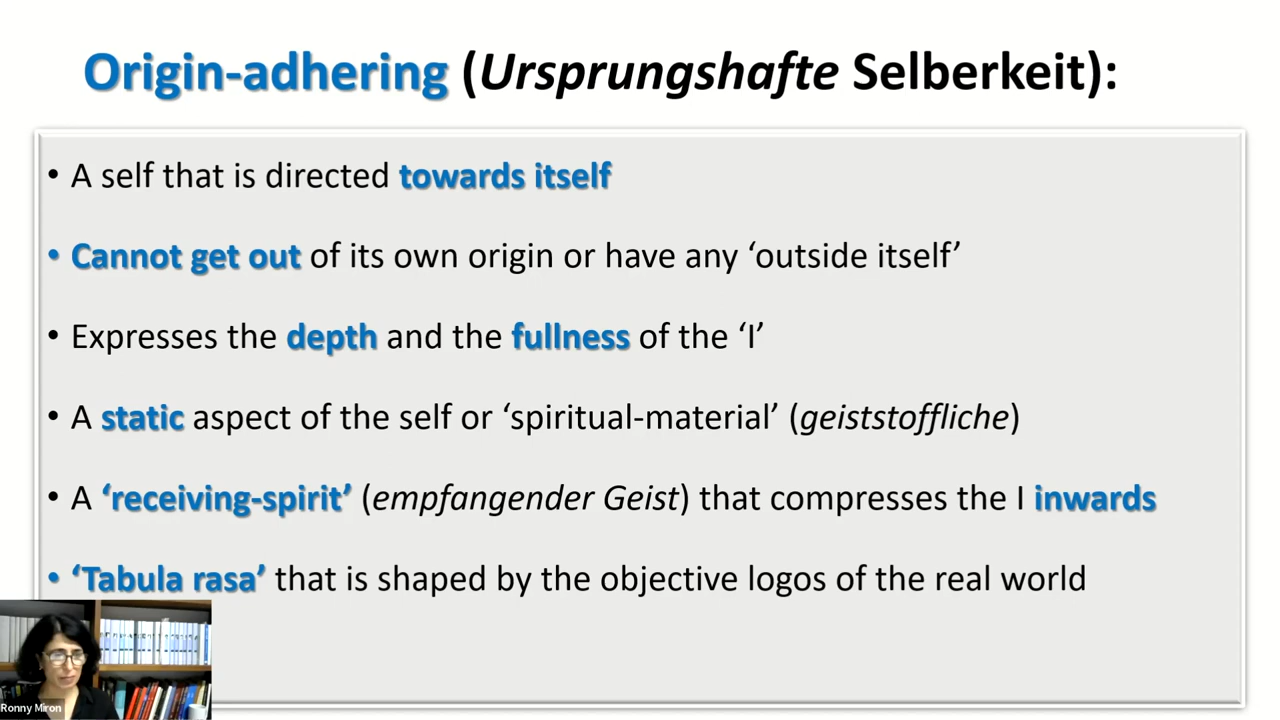 Origin-adhering (Ursprungshafte Selberkeit):
• A self that is directed towards itself
• Cannot get out of its own origin or have any ‘outside itself’
• Expresses the depth and the fullness of the ‘I’
• A static aspect of the self or ‘spiritual-material’ (geiststoffliche)
• A ‘receiving-spirit’ (empfangender Geist) that compresses the I inwards
• ‘Tabula rasa’ that is shaped by the objective logos of the real world
Ronny Miron